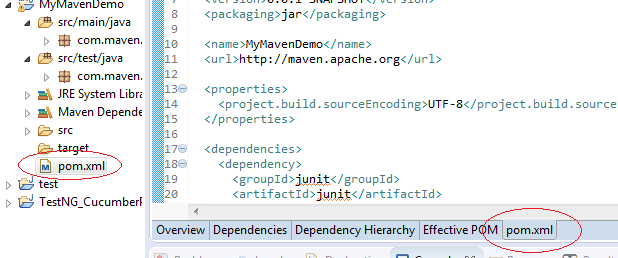 MyMavenDemo
src/main/java
com.maven.
src/test/java
com.maven.
JRE System Libra
Maven Depende
src
target
pom.xml
test
TestNG_CucumberF
8 <packaging>jar</packaging>
9
10 <name>MyMavenDemo</name>
11 <url>http://maven.apache.org</url>
12
13 <properties>
14 <project.build.sourceEncoding>UTF-8</project.build.source
15 </properties>
16
17 <dependencies>
18 <dependency>
19 <groupId>junit</groupId>
20 <artifactId>junit</artifactId>
Overview Dependencies Dependency Hierarchy Effective POM pom.xml